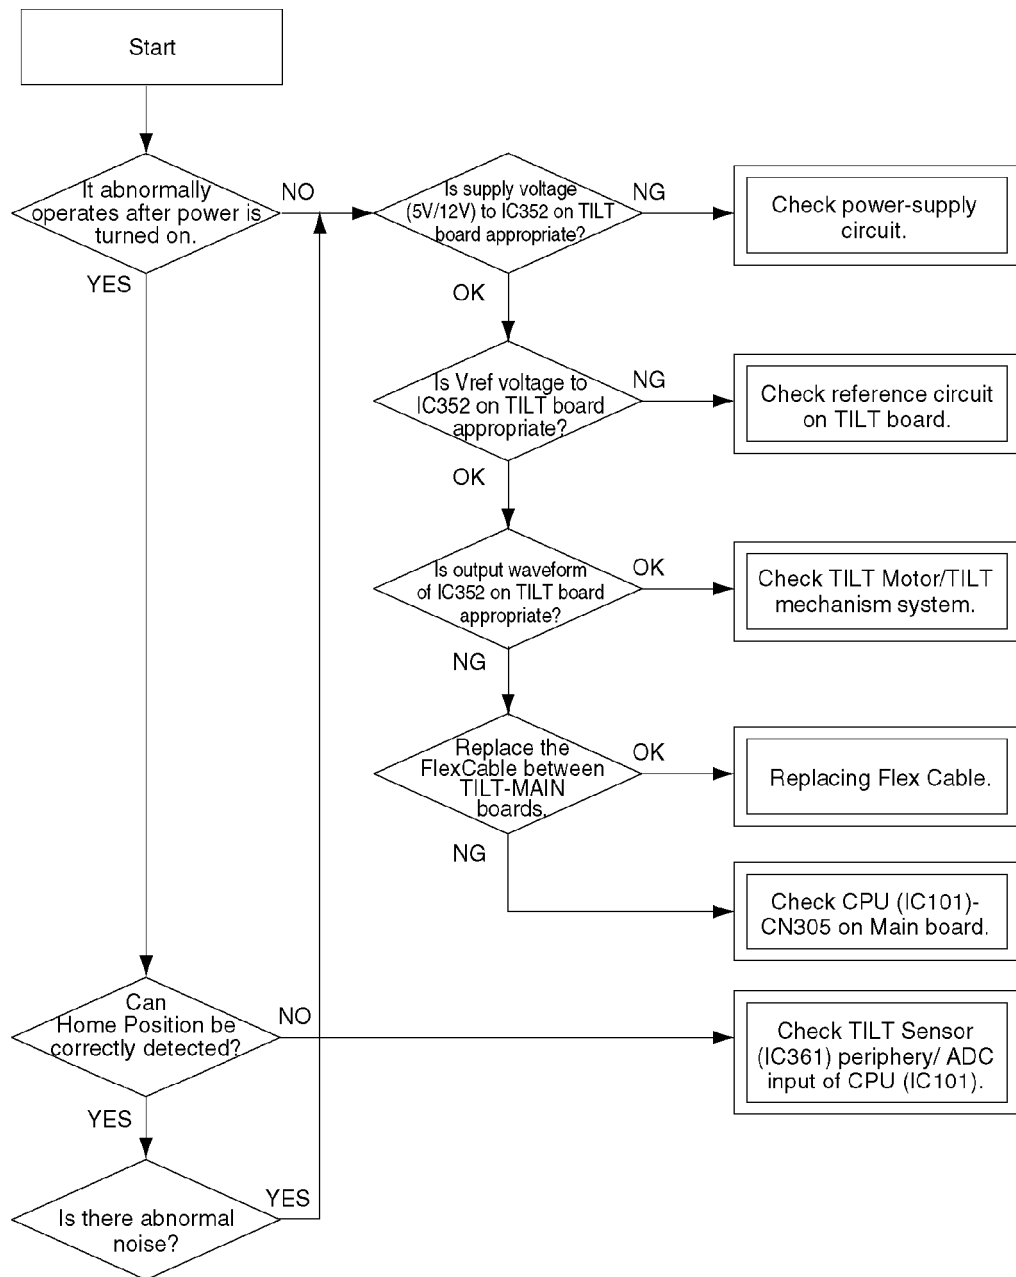 Start
It abnormally
operates after power is
turned on.
NO
YES
Is supply voltage
(5V/12V) to IC352 on TILT
board appropriate?
NG
OK
Check power-supply
circuit.
Is Vref voltage to
IC352 on TILT board
appropriate?
NG
OK
Check reference circuit
on TILT board.
Is output waveform
of IC352 on TILT board
appropriate?
OK
NG
Check TILT Motor/TILT
mechanism system.
Replace the
FlexCable between
TILT-MAIN
boards.
OK
NG
Replacing Flex Cable.
Check CPU (IC101)-
CN305 on Main board.
Can
Home Position be
correctly detected?
NO
YES
Check TILT Sensor
(IC361) periphery/ ADC
input of CPU (IC101).
Is there abnormal
noise?
YES